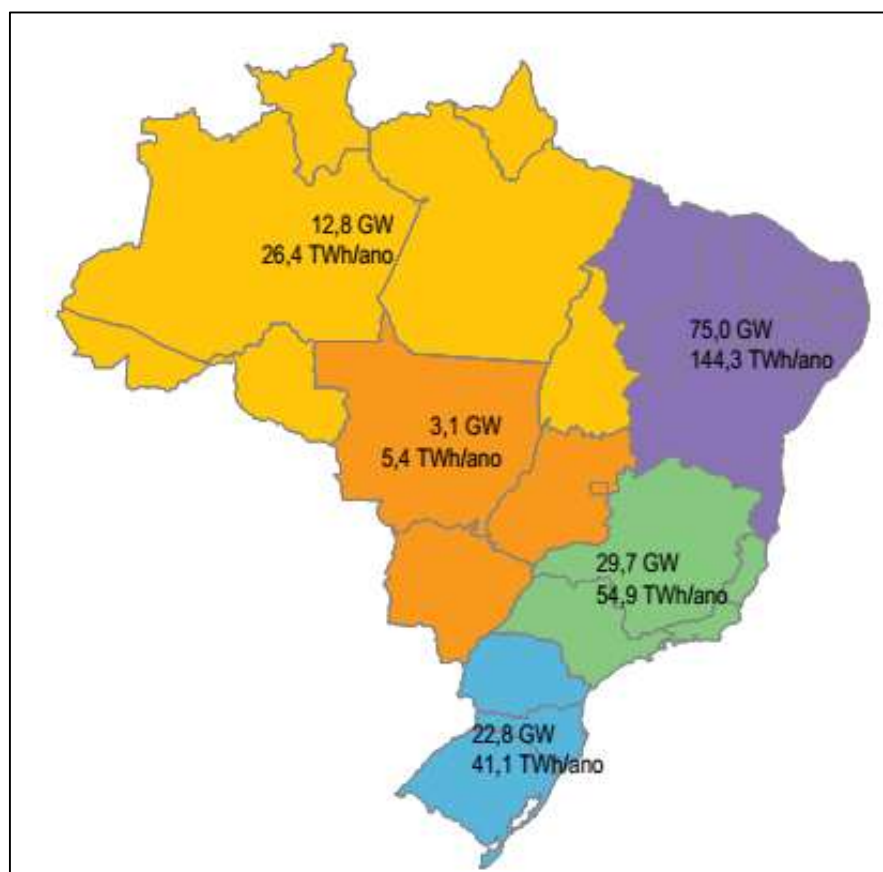 12,8 GW
26,4 TWh/ano
75,0 GW
144,3 TWh/ano
3,1 GW
5,4 TWh/ano
29,7 GW
54,9 TWh/ano
22,8 GW
41,1 TWh/ano